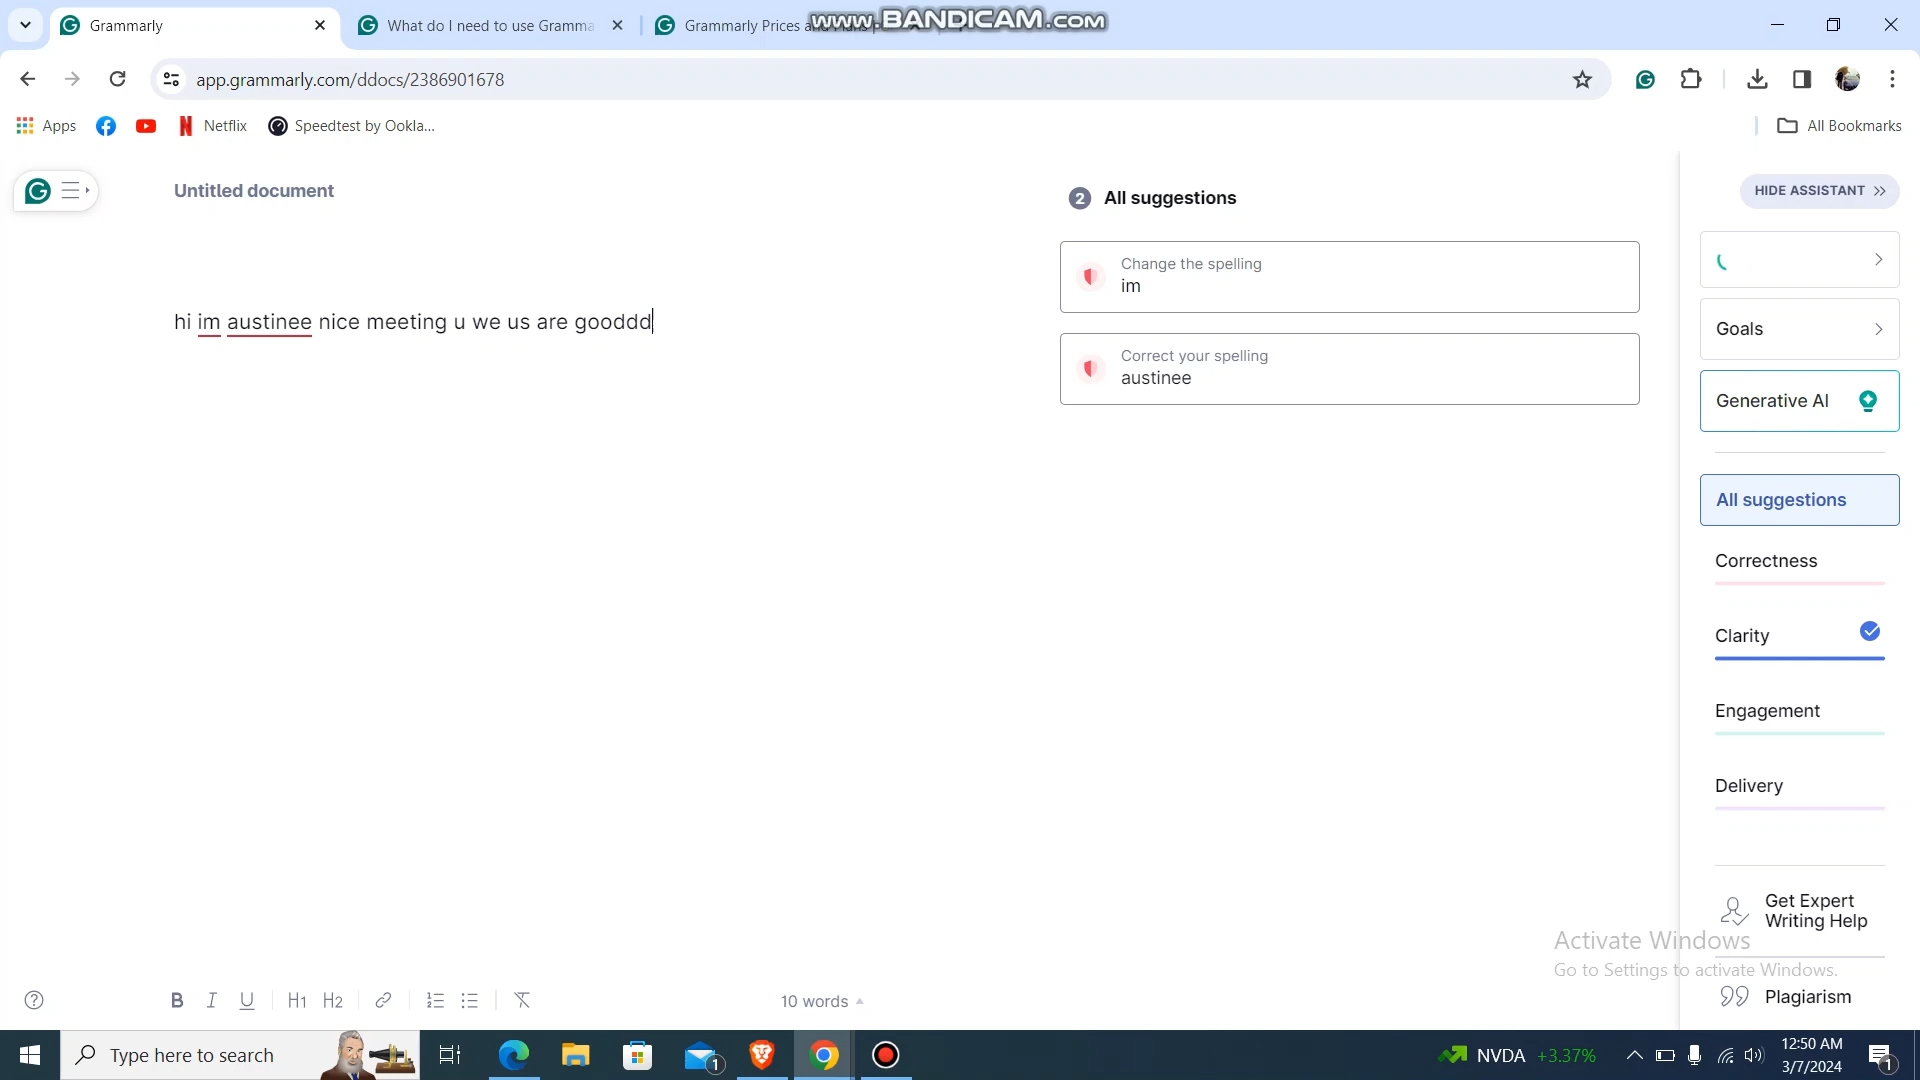 Grammarly
What do I need to use Gramma
Grammarly Prices and Plans |
www.BANDICAM.com
app.grammarly.com/ddocs/2386901678
Apps
Netflix
Speedtest by Ookla...
All Bookmarks
Untitled document
2 All suggestions
HIDE ASSISTANT
Change the spelling
im
hi im austinee nice meeting u we us are gooddd
Correct your spelling
austinee
Goals
Generative AI
All suggestions
Correctness
Clarity
Engagement
Delivery
Get Expert
Writing Help
Activate Windows
Go to Settings to activate Windows.
Plagiarism
B I U H1 H2
10 words
Type here to search
1
NVDA +3.37%
12:50 AM
3/7/2024
1